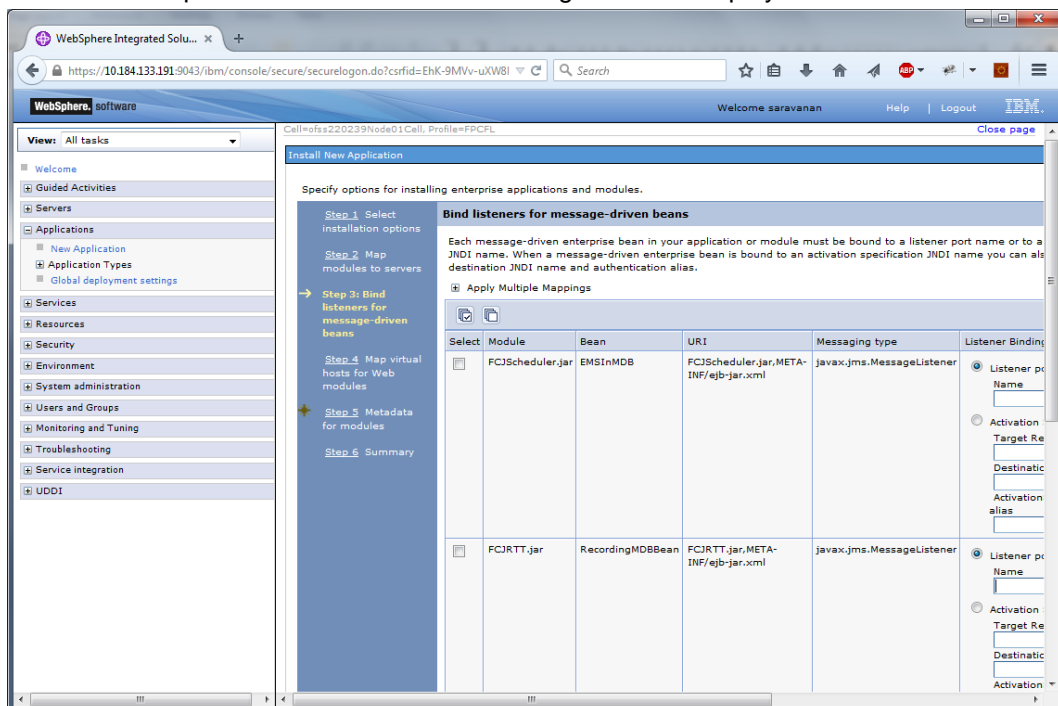 WebSphere Integrated Solu...
https://10.184.133.191:9043/ibm/console/secure/securelogon.do?csrfid=EhK-9MVv-uXW8l
Search
ABP
WebSphere. software
Welcome saravanan
Help | Logout
IBM.
View: All tasks
Welcome
Guided Activities
Servers
Applications
New Application
Application Types
Global deployment settings
Services
Resources
Security
Environment
System administration
Users and Groups
Monitoring and Tuning
Troubleshooting
Service integration
UDDI
Cell=ofss220239Node01Cell, Profile=FPCFL
Close page
Install New Application
Specify options for installing enterprise applications and modules.
Step 1 Select
installation options
Step 2 Map
modules to servers
Step 3: Bind
listeners for
message-driven
beans
Step 4 Map virtual
hosts for Web
modules
Step 5 Metadata
for modules
Step 6 Summary
Bind listeners for message-driven beans
Each message-driven enterprise bean in your application or module must be bound to a listener port name or to a
JNDI name. When a message-driven enterprise bean is bound to an activation specification JNDI name you can als
destination JNDI name and authentication alias.
Apply Multiple Mappings
Select Module Bean URI Messaging type Listener Binding
FCJScheduler.jar EMSInMDB FCJScheduler.jar,META-
INF/ejb-jar.xml javax.jms.MessageListener
Listener po
Name
Activation
Target Re
Destinatio
Activation
alias
FCJRTT.jar RecordingMDBBean FCJRTT.jar,META-
INF/ejb-jar.xml javax.jms.MessageListener
Listener po
Name
Activation
Target Re
Destinatio
Activation